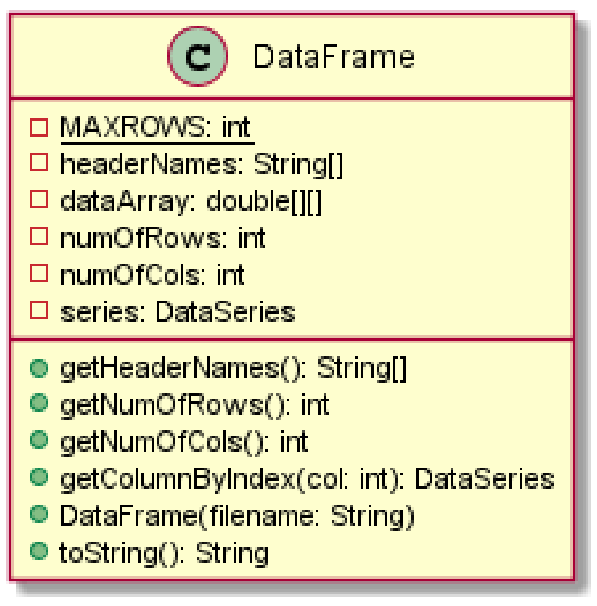 C DataFrame
MAXROWS: int
headerNames: String[]
dataArray: double[][]
numOfRows: int
numOfCols: int
series: DataSeries
getHeaderNames(): String[]
getNumOfRows(): int
getNumOfCols(): int
getColumnByIndex(col: int): DataSeries
DataFrame(filename: String)
toString(): String